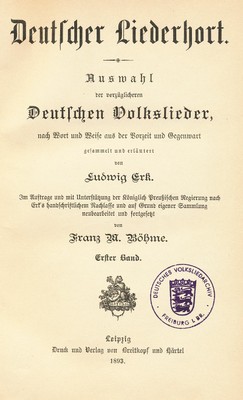 Deutscher Liederhort.
Auswahl
der vorzüglicheren
Deutschen Volkslieder,
nach Wort und Weise aus der Vorzeit und Gegenwart
gesammelt und erläutert
von
Ludwig Erk.
Im Auftrage und mit Unterstützung der Königlich Preußischen Regierung nach
Erk's handschriftlichem Nachlasse und auf Grund eigener Sammlung
neubearbeitet und fortgesetzt
von
Franz M. Böhme.
Erster Band.
DEUTSCHES VOLKSLIEDARCHIV
FREIBURG I. BR.
Leipzig
Druck und Verlag von Breitkopf und Härtel
1893.